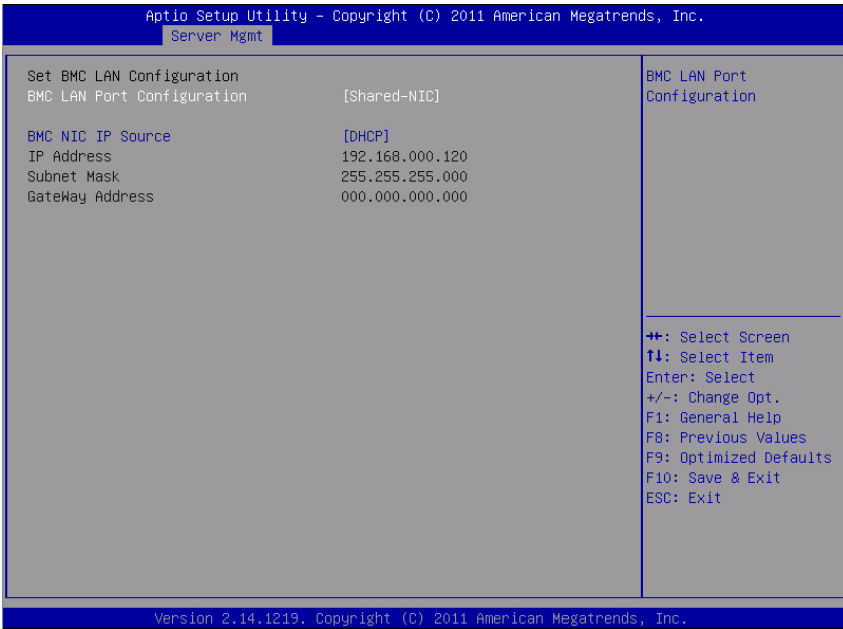 Aptio Setup Utility – Copyright (C) 2011 American Megatrends, Inc.
Server Mgmt
Set BMC LAN Configuration
BMC LAN Port Configuration [Shared-NIC]
BMC NIC IP Source [DHCP]
IP Address 192.168.000.120
Subnet Mask 255.255.255.000
GateWay Address 000.000.000.000
BMC LAN Port
Configuration
→←: Select Screen
↑↓: Select Item
Enter: Select
+/-: Change Opt.
F1: General Help
F8: Previous Values
F9: Optimized Defaults
F10: Save & Exit
ESC: Exit
Version 2.14.1219. Copyright (C) 2011 American Megatrends, Inc.